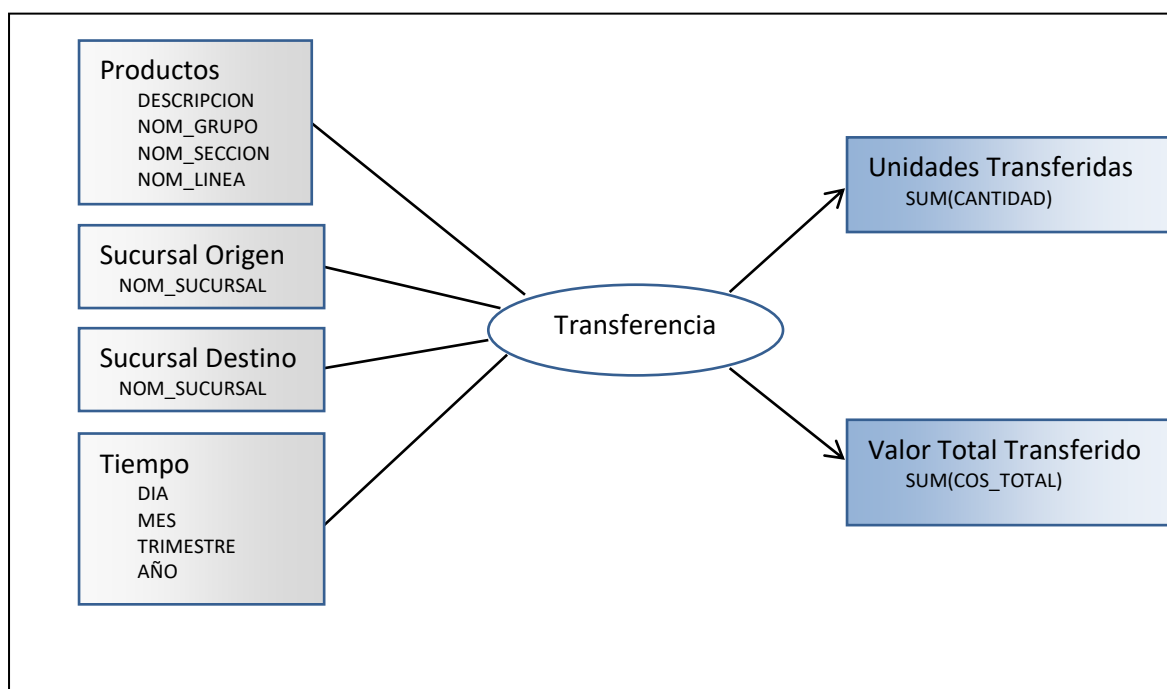 Productos
DESCRIPCION
NOM_GRUPO
NOM_SECCION
NOM_LINEA
Sucursal Origen
NOM_SUCURSAL
Sucursal Destino
NOM_SUCURSAL
Tiempo
DIA
MES
TRIMESTRE
AÑO
Transferencia
Unidades Transferidas
SUM(CANTIDAD)
Valor Total Transferido
SUM(COS_TOTAL)